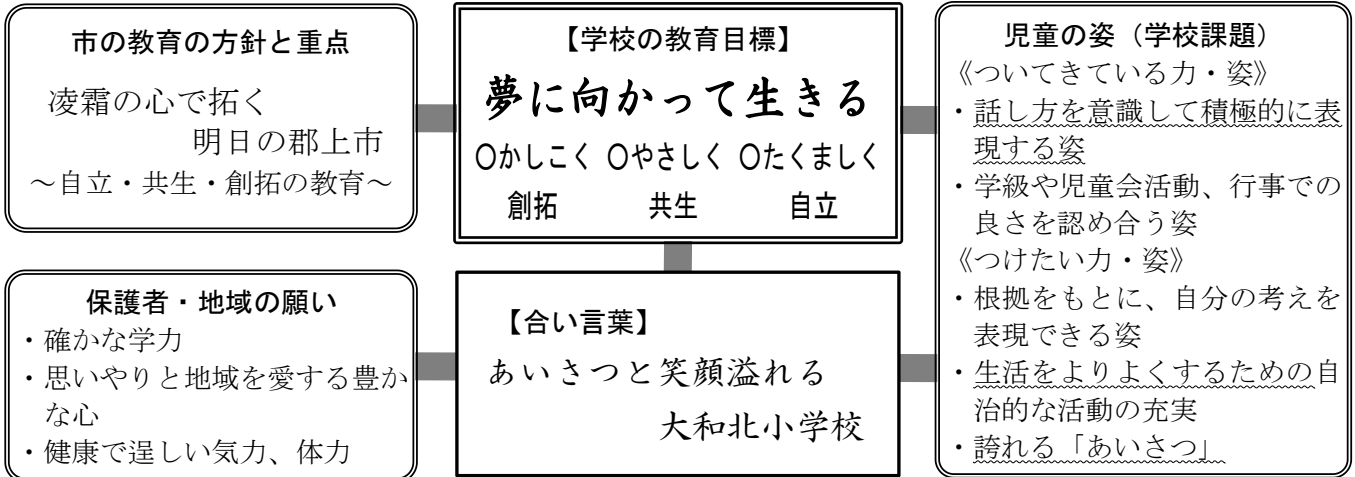 市の教育の方針と重点
凌霜の心で拓く
明日の郡上市
～自立・共生・創拓の教育～
保護者・地域の願い
・確かな学力
・思いやりと地域を愛する豊か
な心
・健康で逞しい気力、体力
【学校の教育目標】
夢に向かって生きる
○かしこく ○やさしく ○たくましく
創拓 共生 自立
【合い言葉】
あいさつと笑顔溢れる
大和北小学校
児童の姿（学校課題）
《ついてきている力・姿》
・話し方を意識して積極的に表
現する姿
・学級や児童会活動、行事での
良さを認め合う姿
《つけたい力・姿》
・根拠をもとに、自分の考えを
表現できる姿
・生活をよりよくするための自
治的な活動の充実
・誇れる「あいさつ」